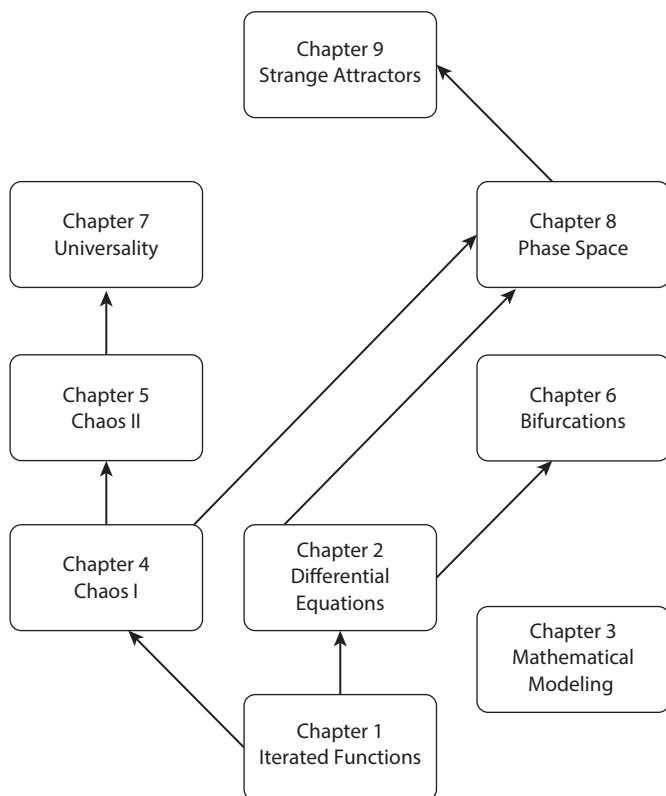 Chapter 9
Strange Attractors
Chapter 7
Universality
Chapter 8
Phase Space
Chapter 5
Chaos II
Chapter 6
Bifurcations
Chapter 4
Chaos I
Chapter 2
Differential
Equations
Chapter 3
Mathematical
Modeling
Chapter 1
Iterated Functions